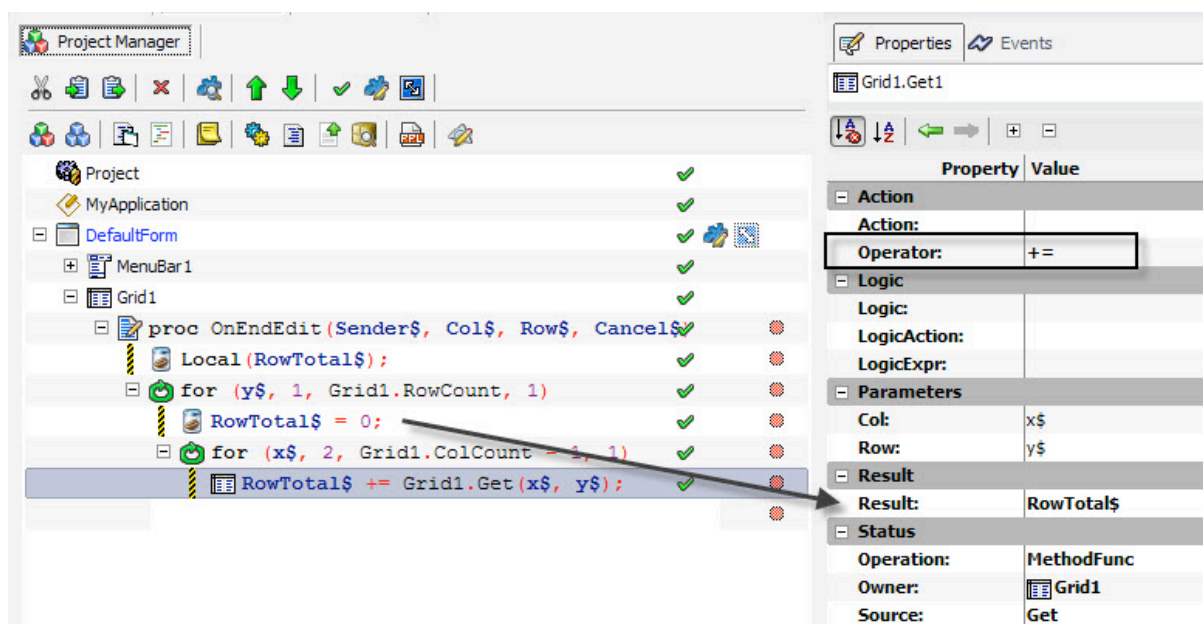 Project Manager
Project
MyApplication
DefaultForm
MenuBar1
Grid1
proc OnEndEdit(Sender$, Col$, Row$, Cancel$
Local(RowTotal$);
for (y$, 1, Grid1.RowCount, 1)
RowTotal$ = 0;
for (x$, 2, Grid1.ColCount - 1, 1)
RowTotal$ += Grid1.Get(x$, y$);
Properties Events
Grid1.Get1
Property Value
Action
Action:
Operator: +=
Logic
Logic:
LogicAction:
LogicExpr:
Parameters
Col: x$
Row: y$
Result
Result: RowTotal$
Status
Operation: MethodFunc
Owner: Grid1
Source: Get